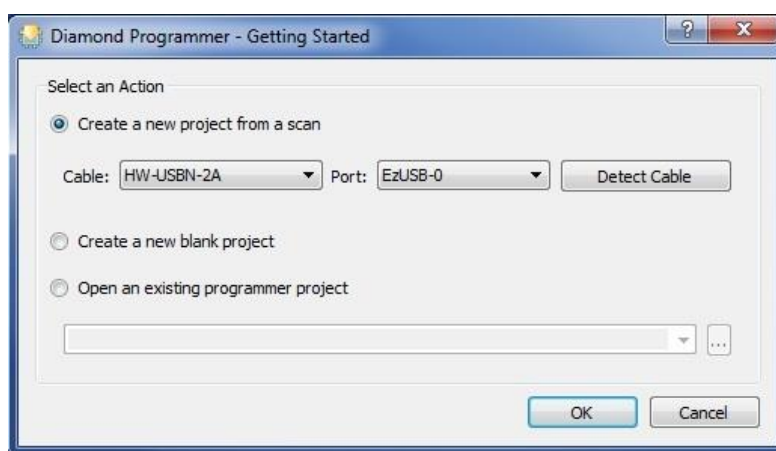 Diamond Programmer - Getting Started
Select an Action
Create a new project from a scan
Cable: HW-USBN-2A Port: EzUSB-0 Detect Cable
Create a new blank project
Open an existing programmer project
...
OK Cancel